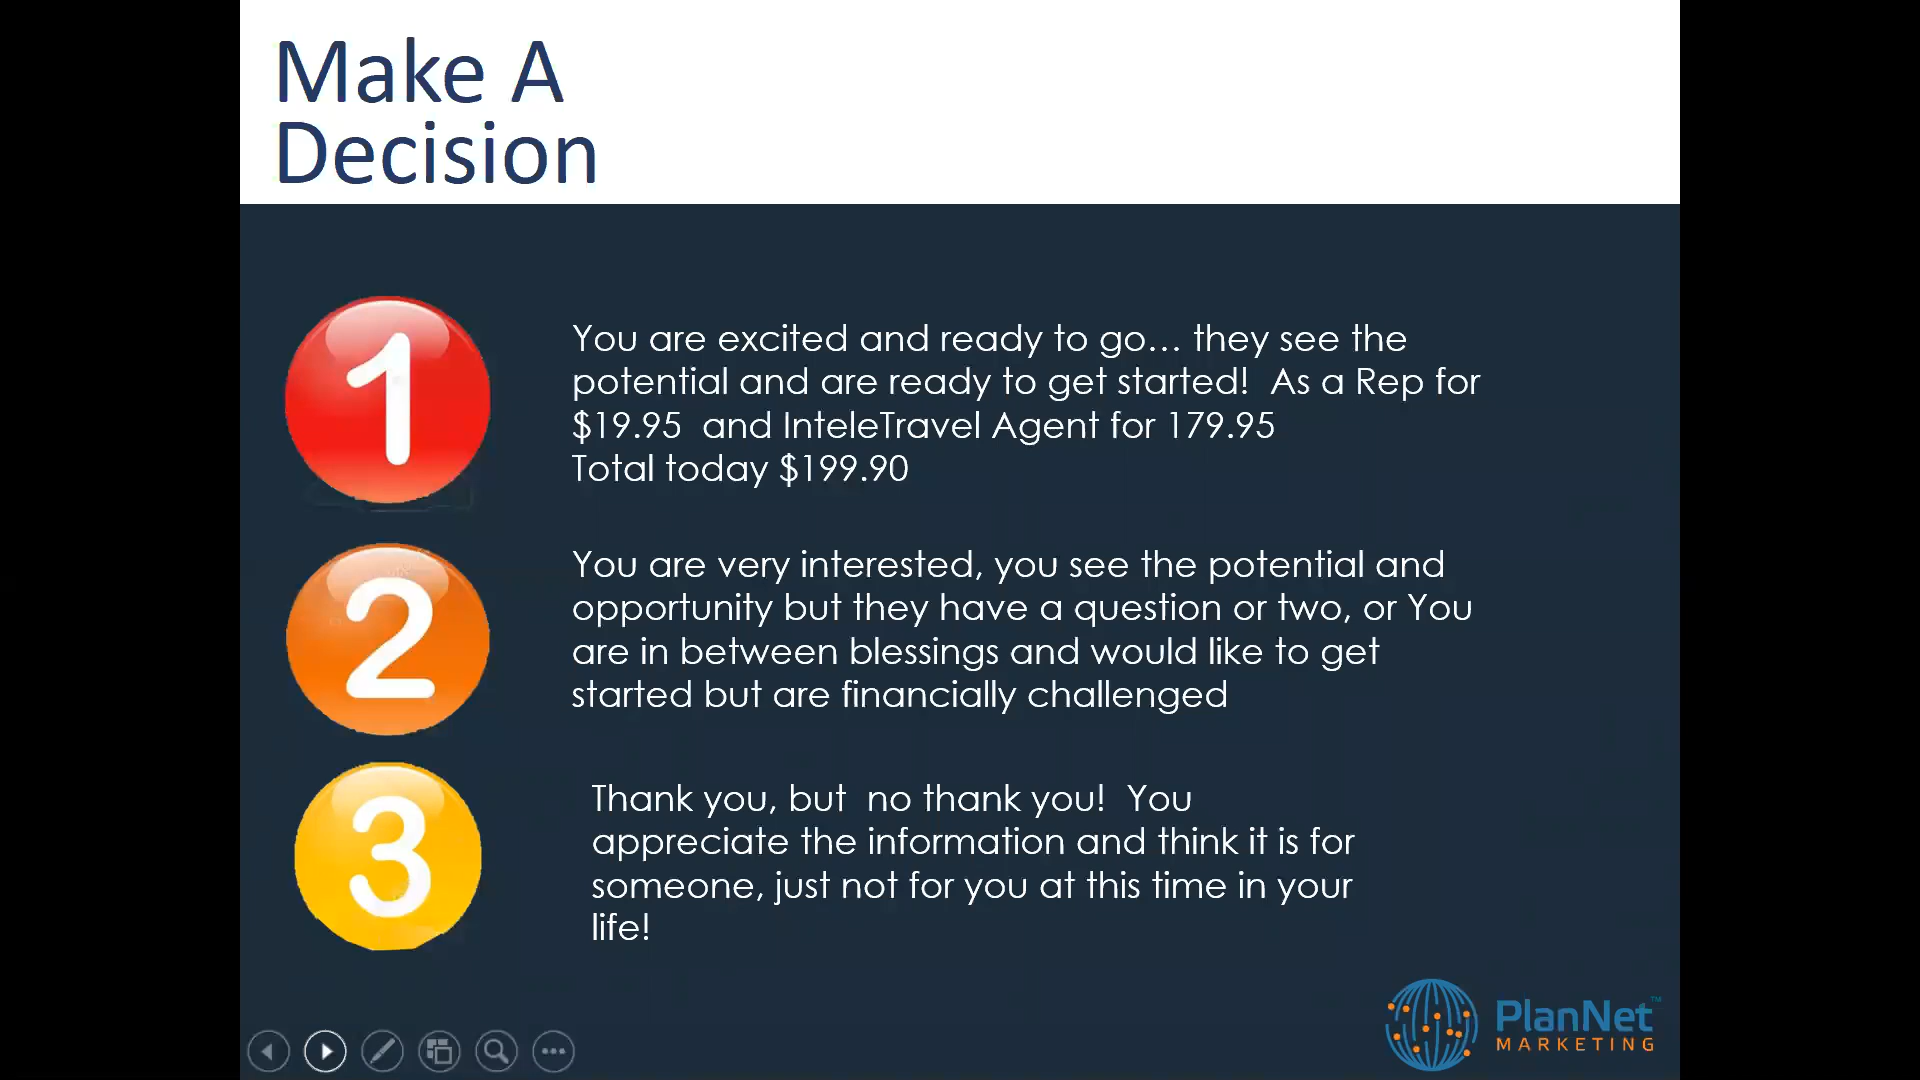 Make A
Decision
1
You are excited and ready to go... they see the
potential and are ready to get started!  As a Rep for
$19.95  and InteleTravel Agent for 179.95
Total today $199.90
2
You are very interested, you see the potential and
opportunity but they have a question or two, or You
are in between blessings and would like to get
started but are financially challenged
3
Thank you, but  no thank you!  You
appreciate the information and think it is for
someone, just not for you at this time in your
life!
PlanNet™
MARKETING